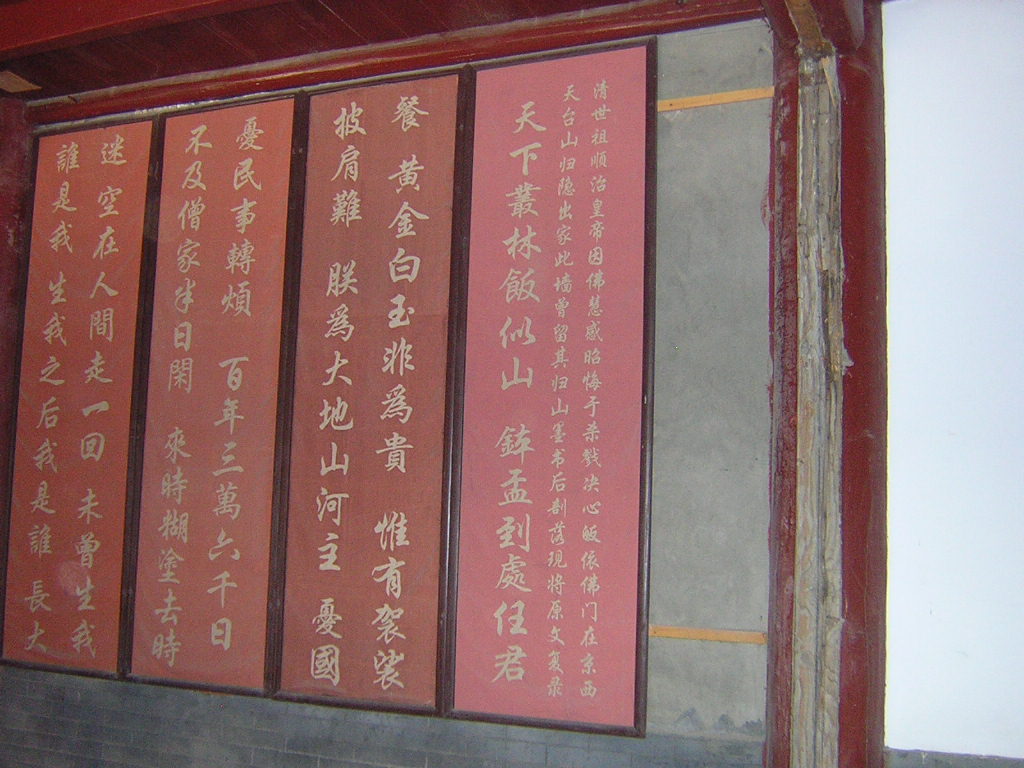 清世祖順治皇帝因佛慧感昭悔于杀戮决心皈依佛门在京西
天台山归隐出家此墙曾留其归山墨书后剖落现将原文复录
天下叢林飯似山 鉢盂到處任君
餐 黄金白玉非爲貴 惟有袈裟
披肩難 朕爲大地山河主 憂國
憂民事轉煩 百年三萬六千日
不及僧家半日閑 來時糊塗去時
迷 空在人間走一回 未曾生我
誰是我 生我之后我是誰 長大